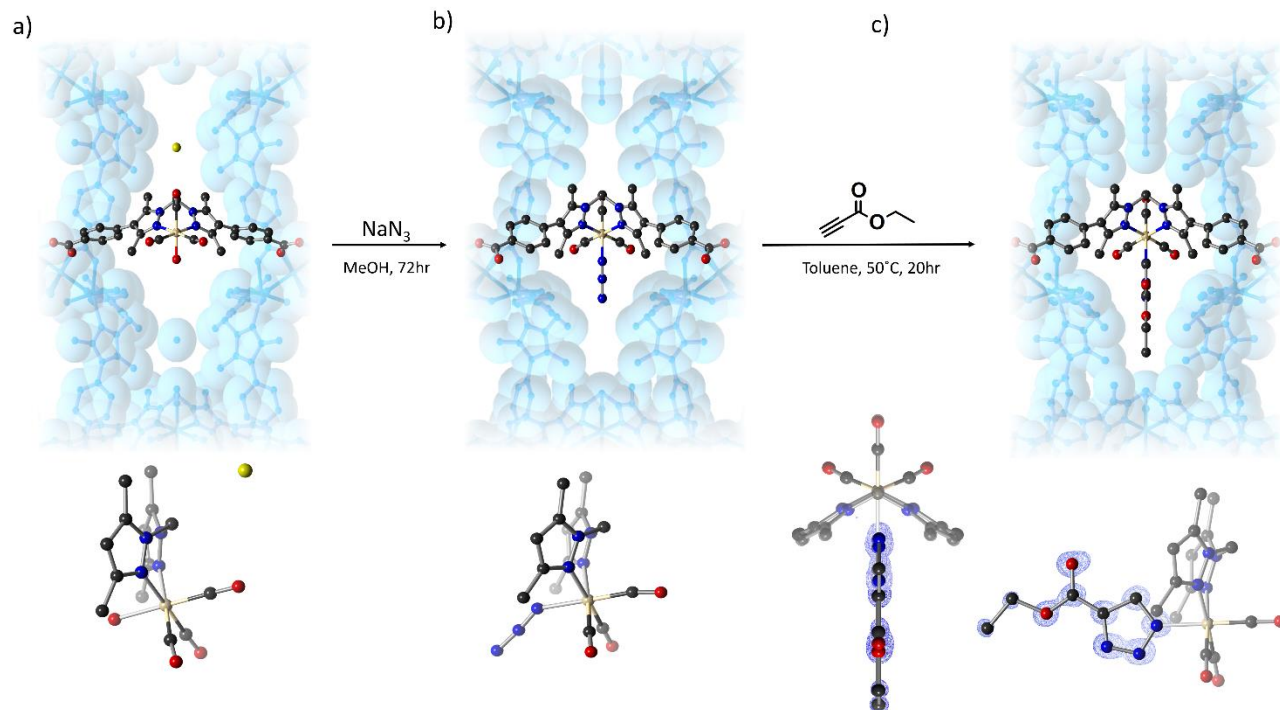 a)
b)
c)
NaN₃
MeOH, 72hr
O
O
Toluene, 50˚C, 20hr